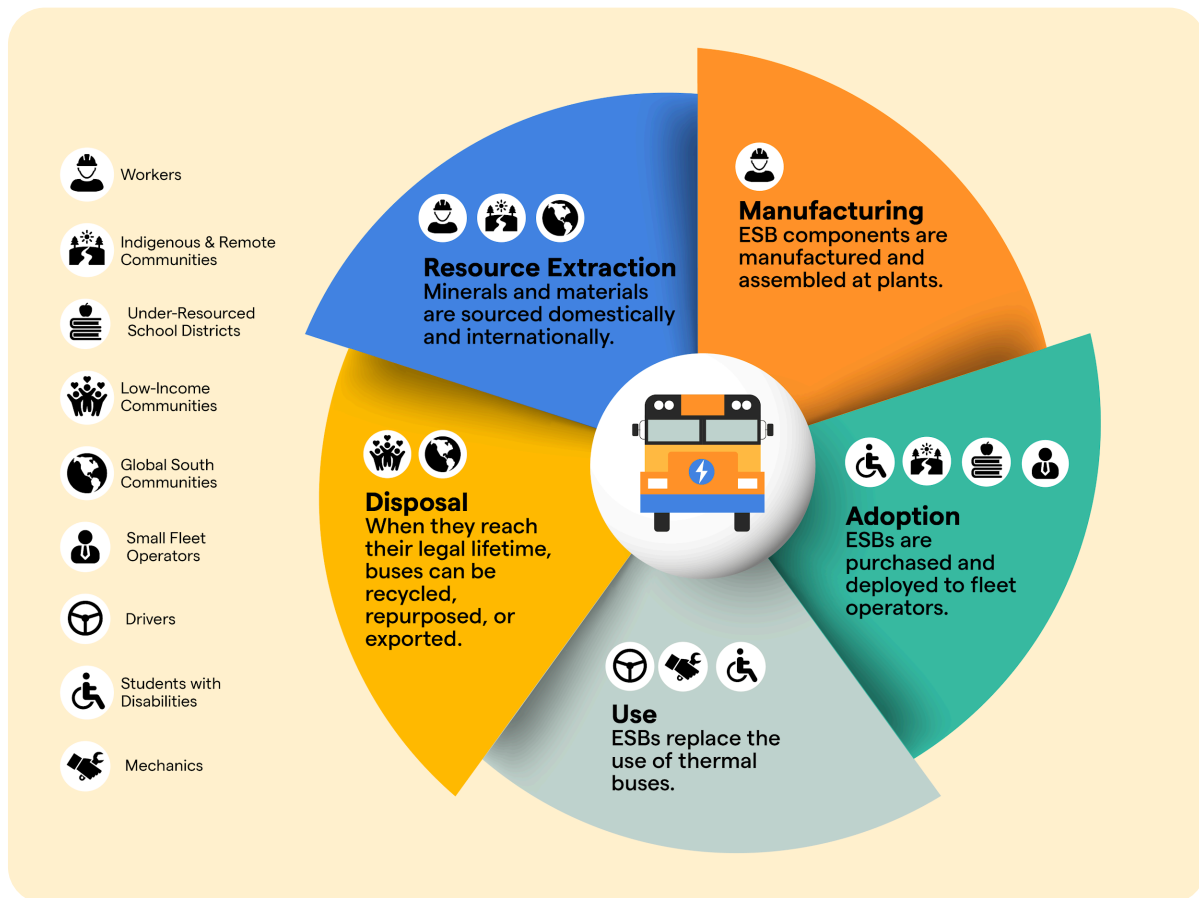 Workers
Indigenous & Remote
Communities
Under-Resourced
School Districts
Low-Income
Communities
Global South
Communities
Small Fleet
Operators
Drivers
Students with
Disabilities
Mechanics
Resource Extraction
Minerals and materials
are sourced domestically
and internationally.
Manufacturing
ESB components are
manufactured and
assembled at plants.
Adoption
ESBs are
purchased and
deployed to fleet
operators.
Use
ESBs replace the
use of thermal
buses.
Disposal
When they reach
their legal lifetime,
buses can be
recycled,
repurposed, or
exported.